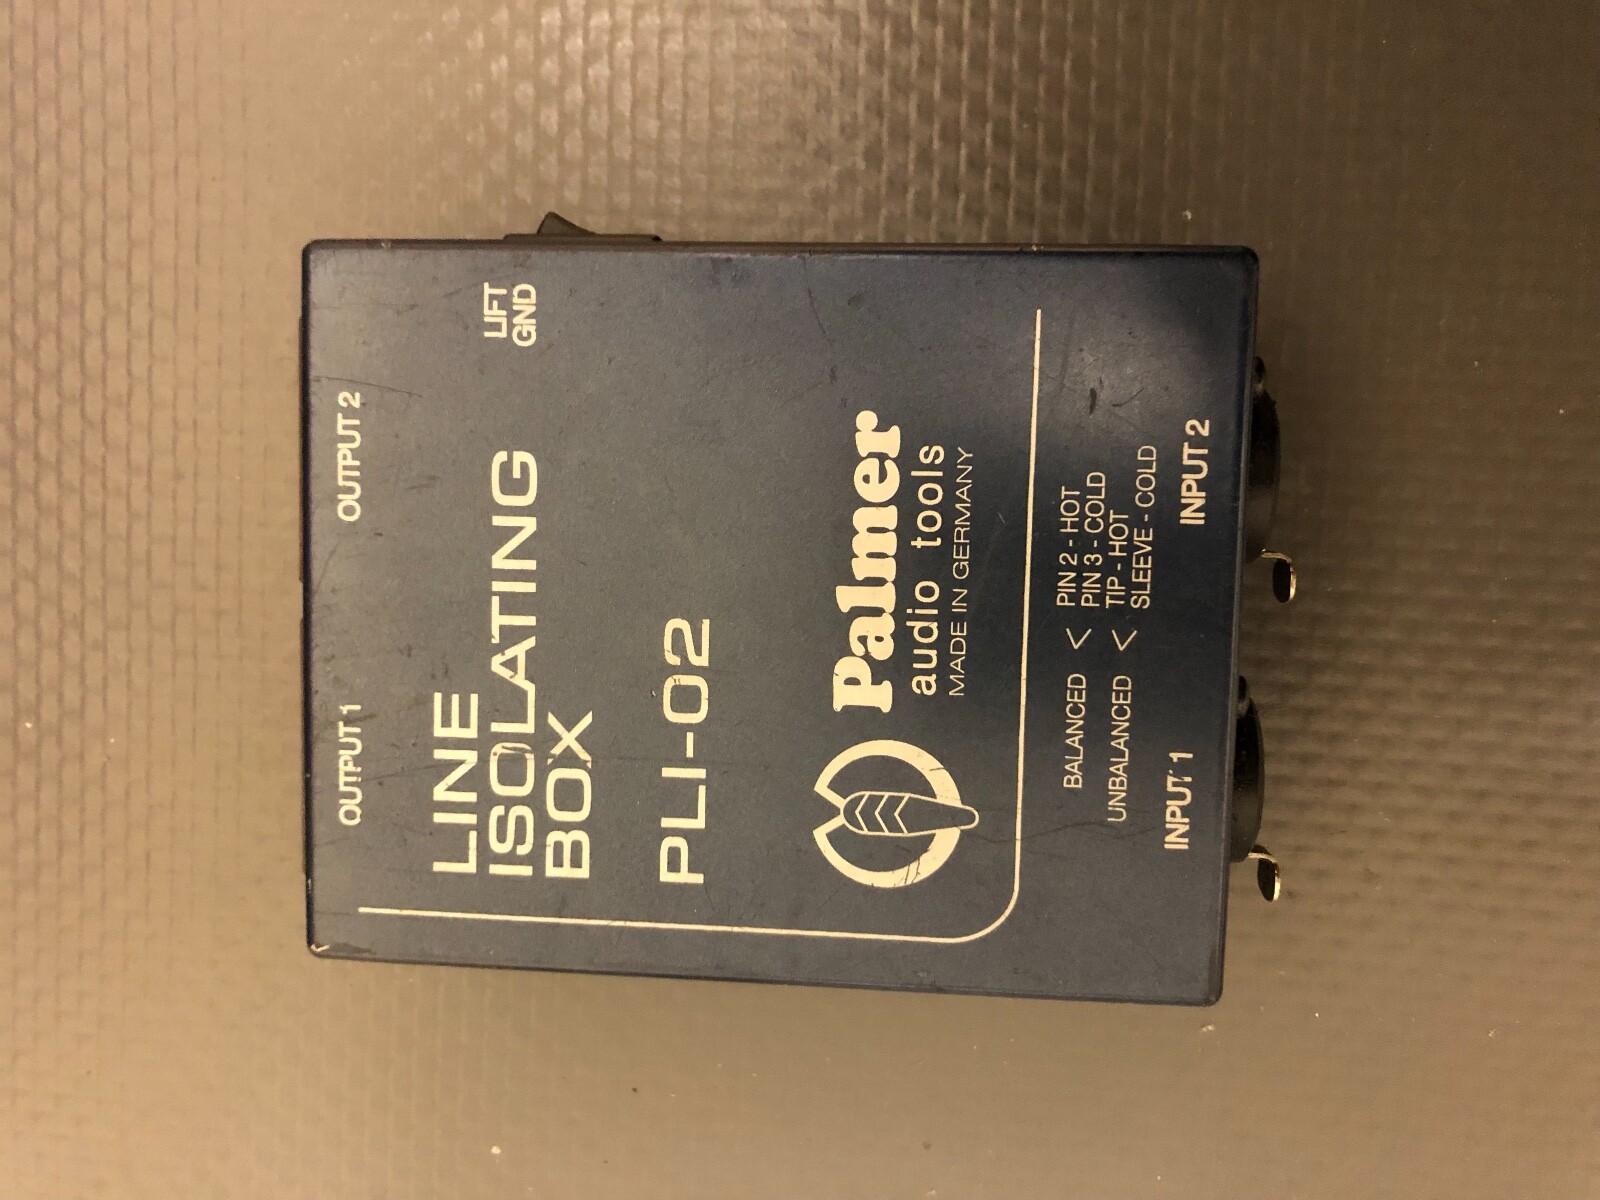 OUTPUT 1
OUTPUT 2
LIFT
GND
LINE
ISOLATING
BOX
PLI-02
Palmer
audio tools
MADE IN GERMANY
BALANCED < PIN 2 - HOT
PIN 3 - COLD
UNBALANCED < TIP - HOT
SLEEVE - COLD
INPUT 1
INPUT 2